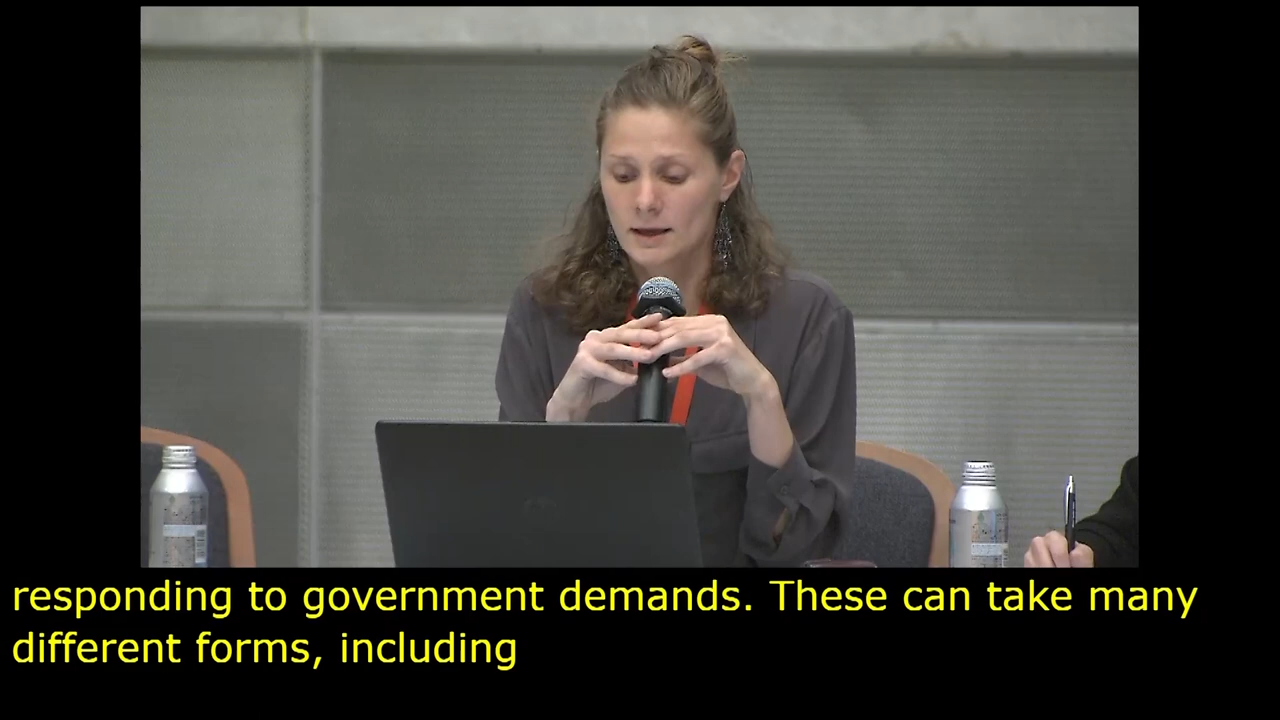 responding to government demands. These can take many
different forms, including